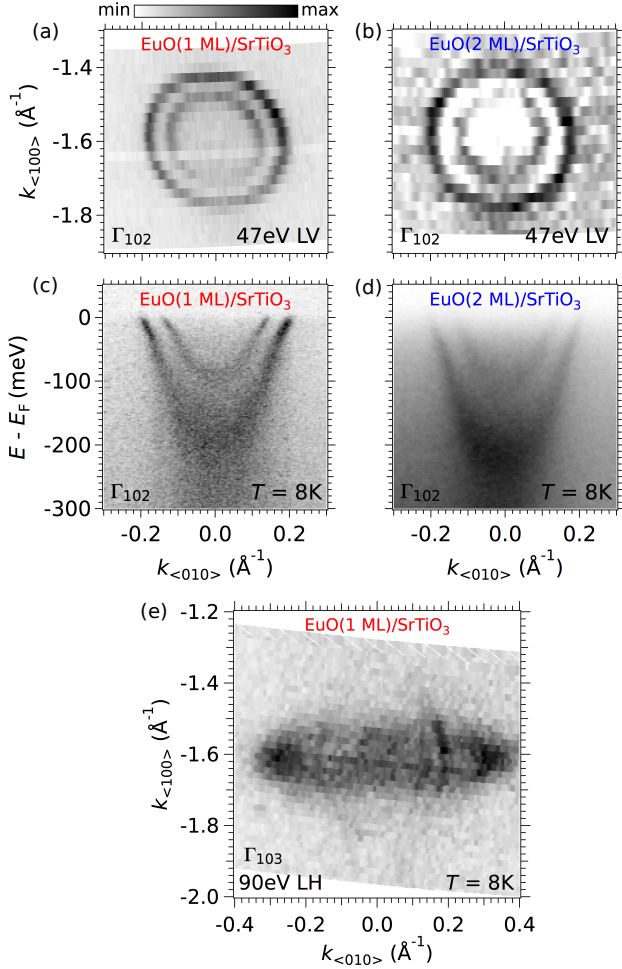 min max
(a)
EuO(1 ML)/SrTiO₃
k<100> (Å⁻¹)
-1.4
-1.6
-1.8
Γ₁₀₂ 47eV LV
(b)
EuO(2 ML)/SrTiO₃
Γ₁₀₂ 47eV LV
(c)
EuO(1 ML)/SrTiO₃
E - E_F (meV)
0
-100
-200
-300
Γ₁₀₂ T = 8K
-0.2 0.0 0.2
k<010> (Å⁻¹)
(d)
EuO(2 ML)/SrTiO₃
Γ₁₀₂ T = 8K
-0.2 0.0 0.2
k<010> (Å⁻¹)
(e)
EuO(1 ML)/SrTiO₃
k<100> (Å⁻¹)
-1.2
-1.4
-1.6
-1.8
-2.0
Γ₁₀₃
90eV LH T = 8K
-0.4 -0.2 0.0 0.2 0.4
k<010> (Å⁻¹)